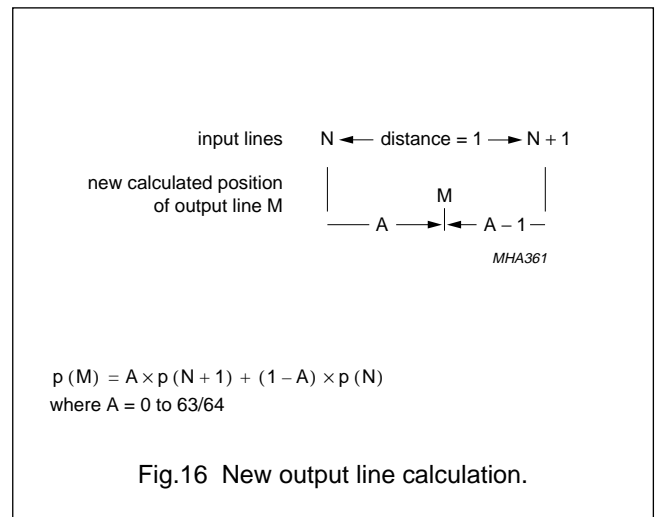 input lines N distance = 1 N + 1
new calculated position
of output line M
M
A A − 1
MHA361
p (M) = A × p (N + 1) + (1 − A) × p (N)
where A = 0 to 63/64
Fig.16 New output line calculation.